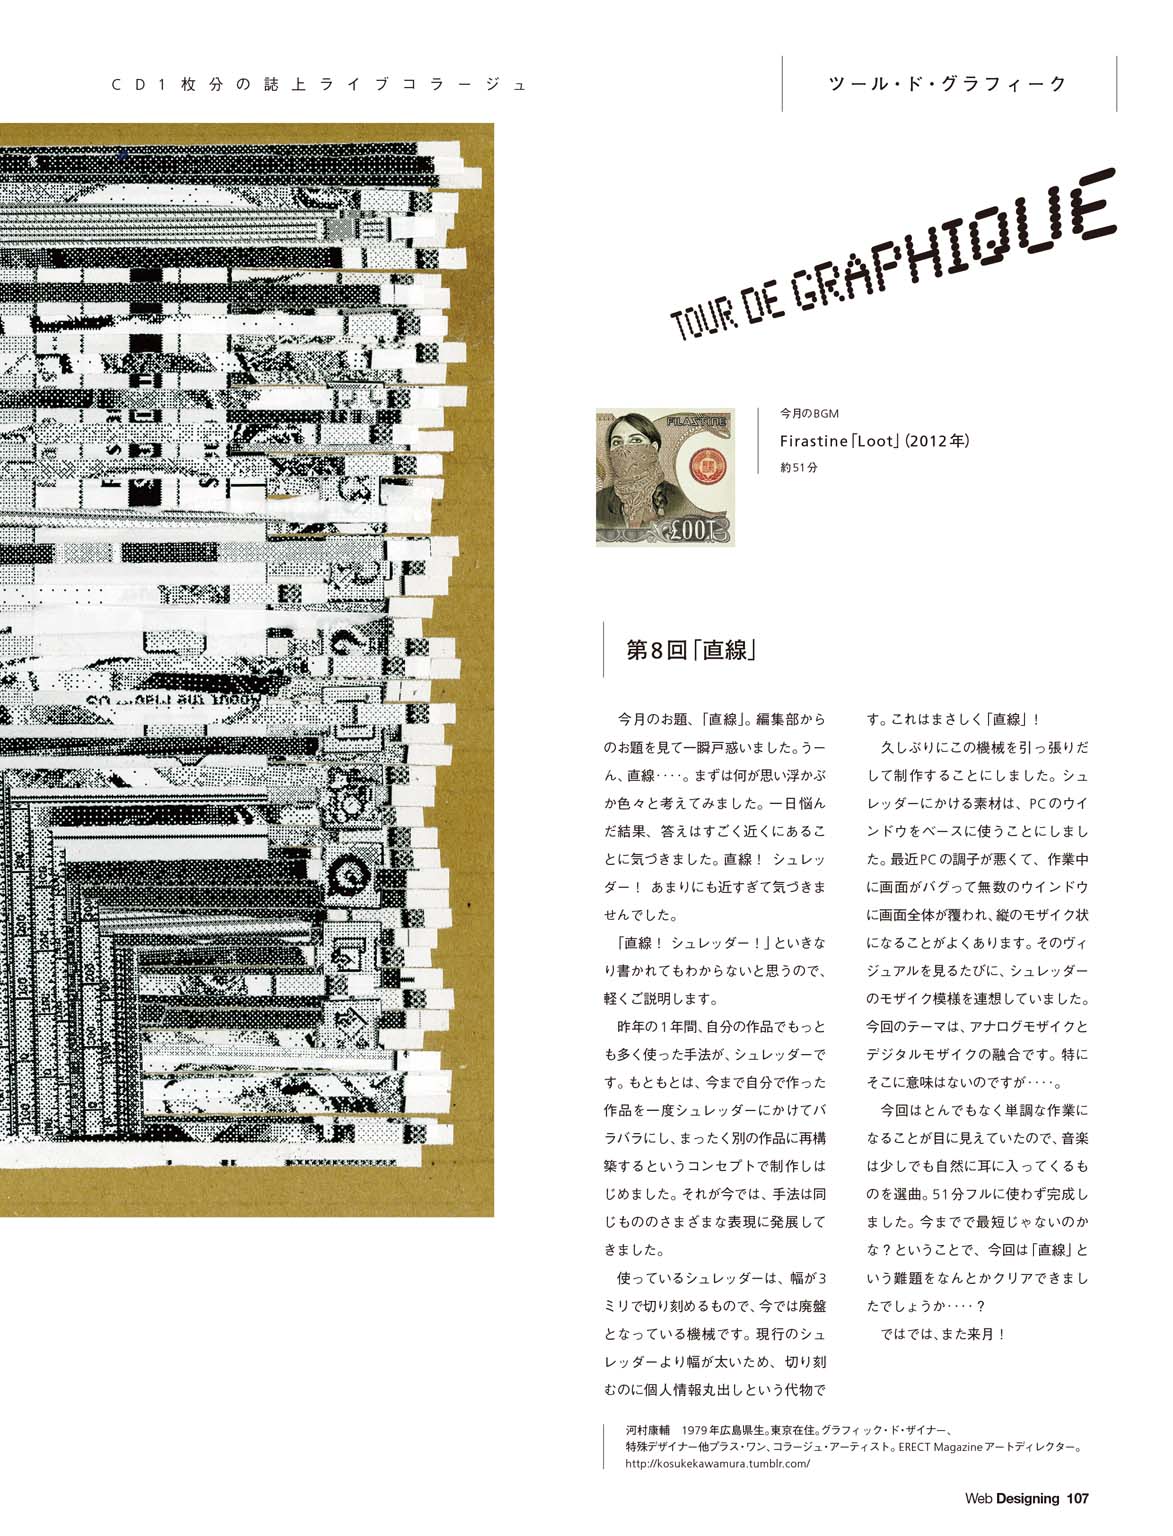 CD1枚分の誌上ライブコラージュ
ツール・ド・グラフィーク
TOUR DE GRAPHIQUE
FILASTINE
LOOT
今月のBGM
Firastine「Loot」（2012年）
約51分
第8回「直線」
今月のお題、「直線」。編集部から
のお題を見て一瞬戸惑いました。うー
ん、直線‥‥。まずは何が思い浮かぶ
か色々と考えてみました。一日悩ん
だ結果、答えはすごく近くにあるこ
とに気づきました。直線！ シュレッ
ダー！ あまりにも近すぎて気づきま
せんでした。
「直線！ シュレッダー！」といきな
り書かれてもわからないと思うので、
軽くご説明します。
昨年の1年間、自分の作品でもっと
も多く使った手法が、シュレッダーで
す。もともとは、今まで自分で作った
作品を一度シュレッダーにかけてバ
ラバラにし、まったく別の作品に再構
築するというコンセプトで制作しは
じめました。それが今では、手法は同
じもののさまざまな表現に発展して
きました。
使っているシュレッダーは、幅が3
ミリで切り刻めるもので、今では廃盤
となっている機械です。現行のシュ
レッダーより幅が太いため、切り刻
むのに個人情報丸出しという代物で
す。これはまさしく「直線」！
久しぶりにこの機械を引っ張りだ
して制作することにしました。シュ
レッダーにかける素材は、PCのウイ
ンドウをベースに使うことにしまし
た。最近PCの調子が悪くて、作業中
に画面がバグって無数のウインドウ
に画面全体が覆われ、縦のモザイク状
になることがよくあります。そのヴィ
ジュアルを見るたびに、シュレッダー
のモザイク模様を連想していました。
今回のテーマは、アナログモザイクと
デジタルモザイクの融合です。特に
そこに意味はないのですが‥‥。
今回はとんでもなく単調な作業に
なることが目に見えていたので、音楽
は少しでも自然に耳に入ってくるも
のを選曲。51分フルに使わず完成し
ました。今までで最短じゃないのか
な？ということで、今回は「直線」と
いう難題をなんとかクリアできまし
たでしょうか‥‥？
ではでは、また来月！
河村康輔　1979年広島県生。東京在住。グラフィック・ド・ザイナー、
特殊デザイナー他プラス・ワン、コラージュ・アーティスト。ERECT Magazineアートディレクター。
http://kosukekawamura.tumblr.com/
Web Designing 107